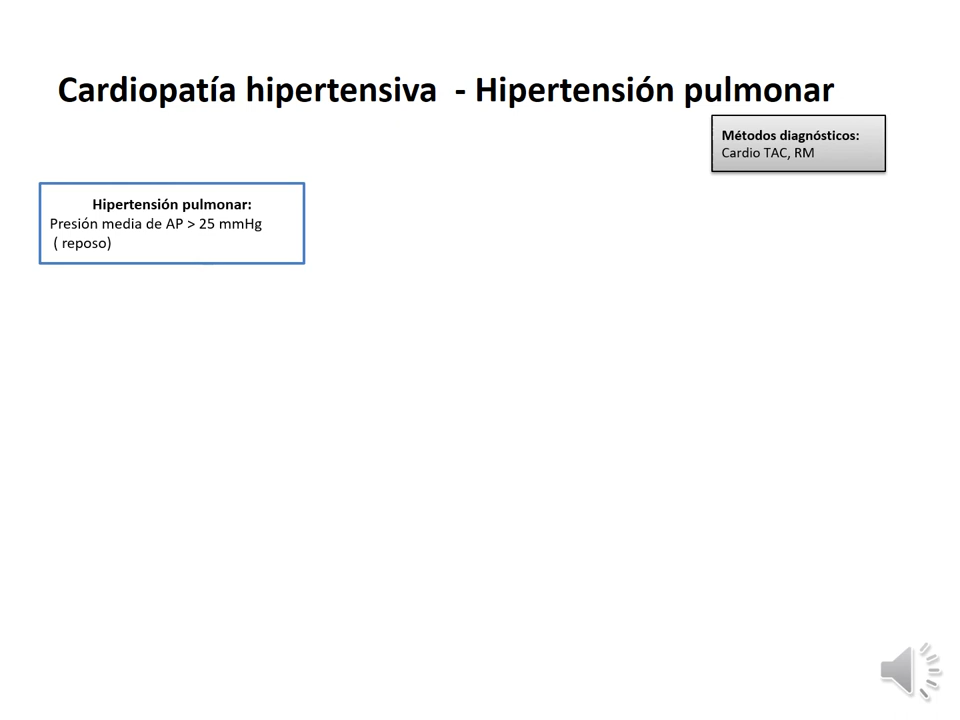 Cardiopatía hipertensiva - Hipertensión pulmonar
Métodos diagnósticos:
Cardio TAC, RM
Hipertensión pulmonar:
Presión media de AP > 25 mmHg
( reposo)